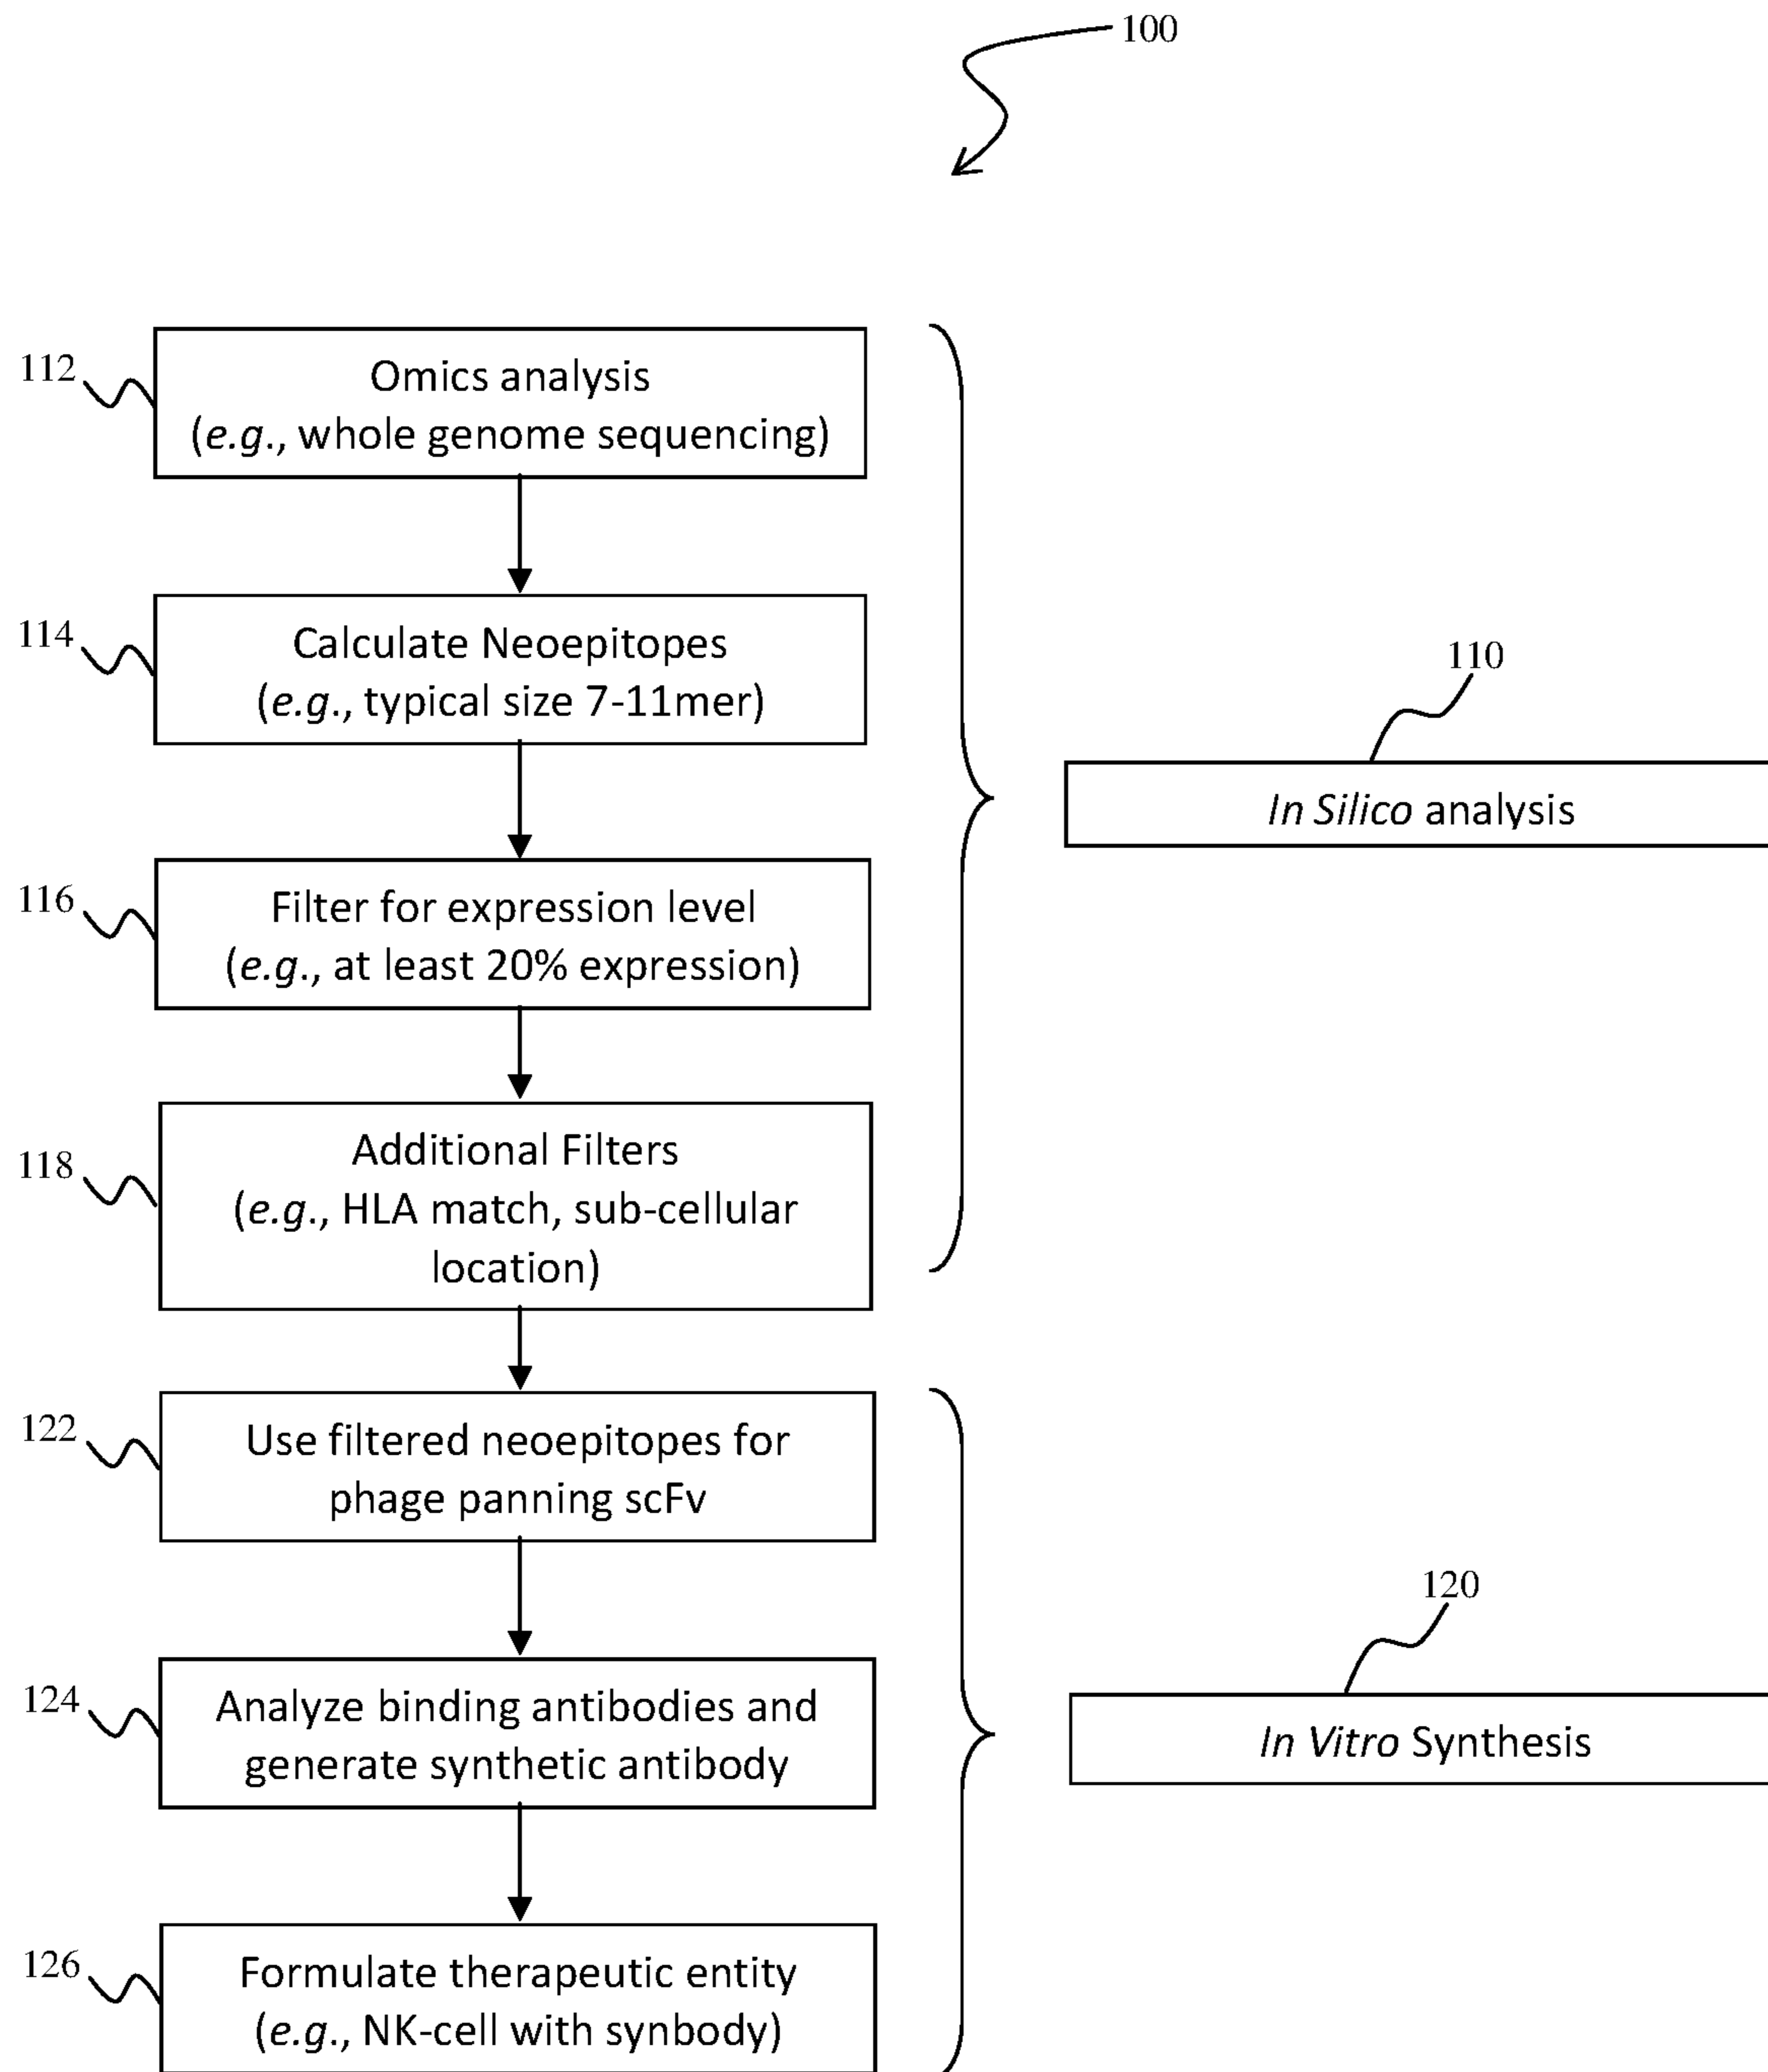 100
112
Omics analysis
(e.g., whole genome sequencing)
114
Calculate Neoepitopes
(e.g., typical size 7-11mer)
110
In Silico analysis
116
Filter for expression level
(e.g., at least 20% expression)
118
Additional Filters
(e.g., HLA match, sub-cellular
location)
122
Use filtered neoepitopes for
phage panning scFv
120
In Vitro Synthesis
124
Analyze binding antibodies and
generate synthetic antibody
126
Formulate therapeutic entity
(e.g., NK-cell with synbody)